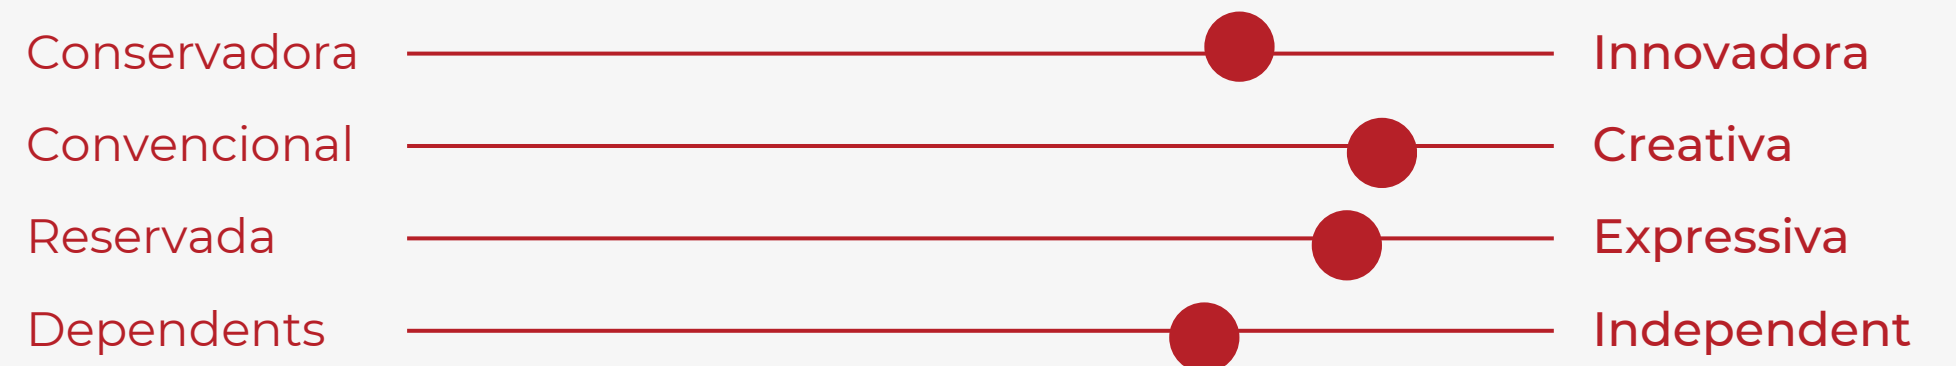 Conservadora Innovadora
Convencional Creativa
Reservada Expressiva
Dependents Independent